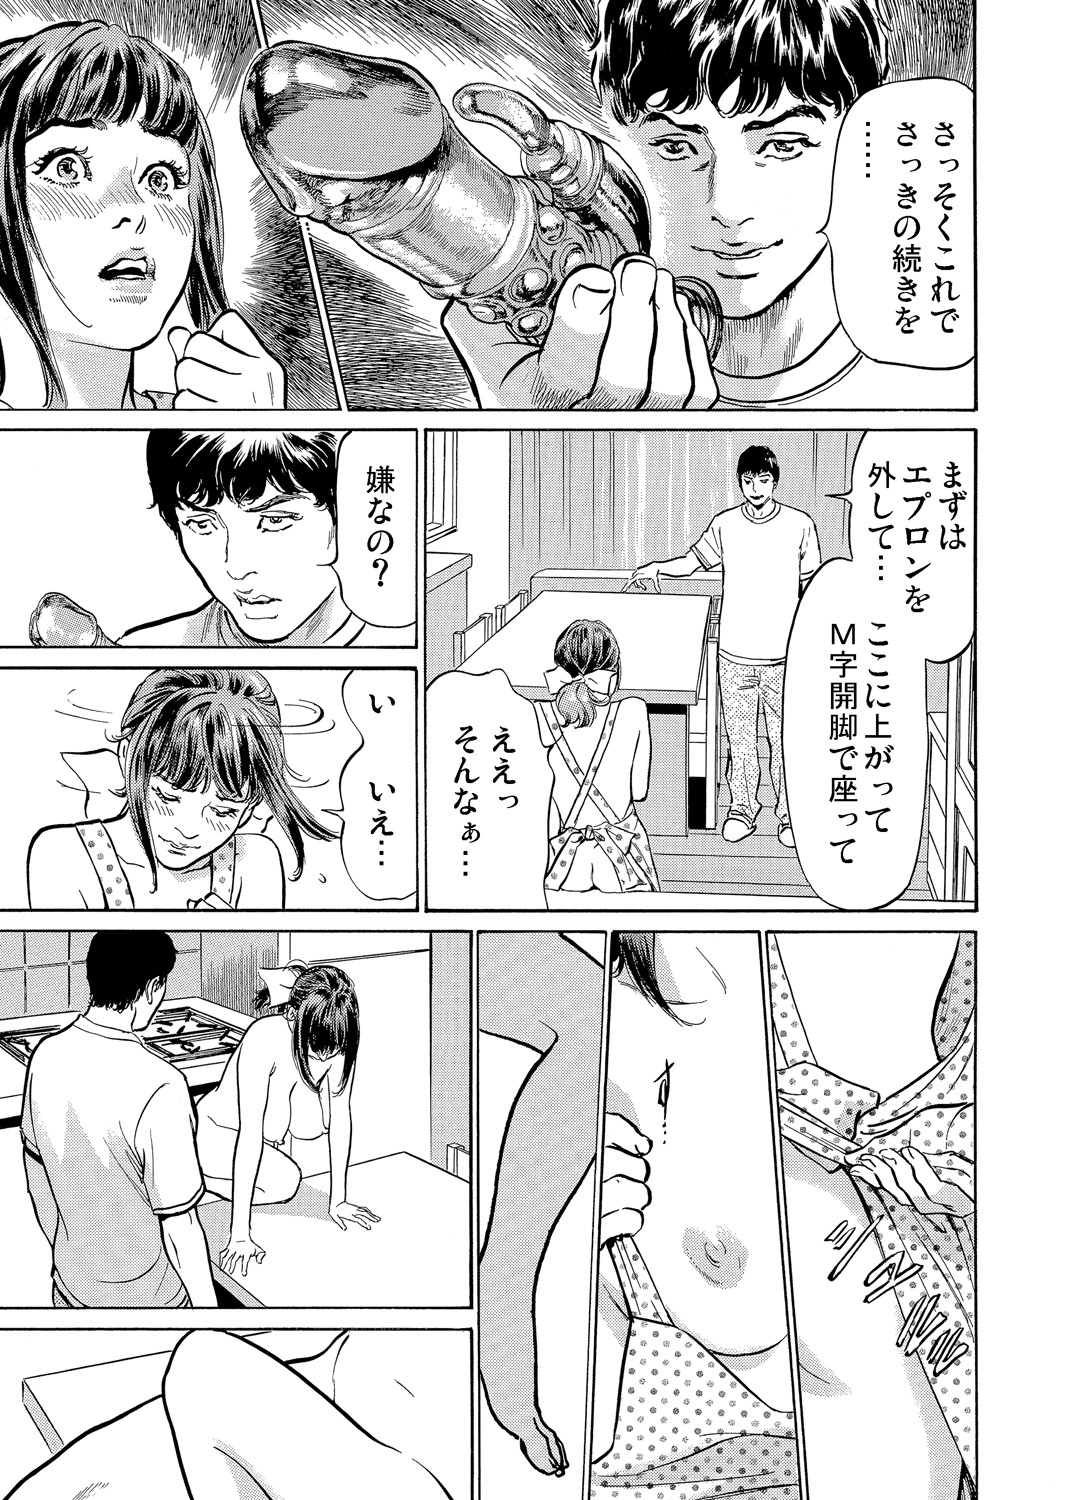 さっそくこれで
さっきの続きを
……
まずは
エプロンを
外して…
ここに上がって
M字開脚で座って
ええっ
そんなぁ…
嫌なの？
い
いえ…